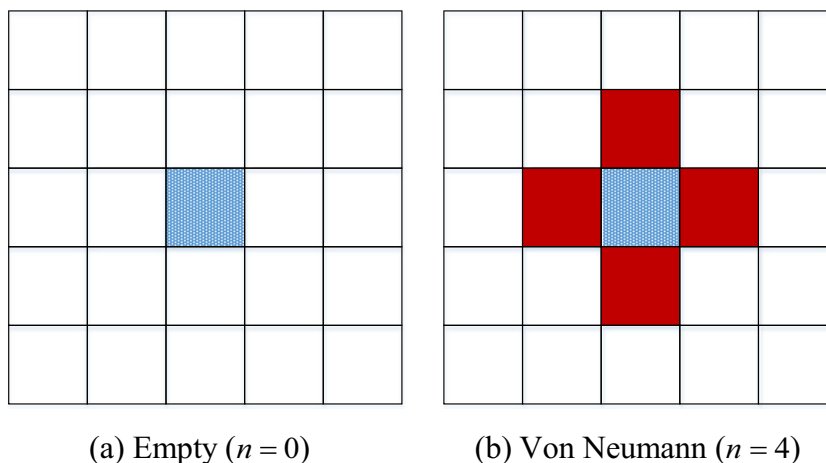 (a) Empty (n = 0)
(b) Von Neumann (n = 4)